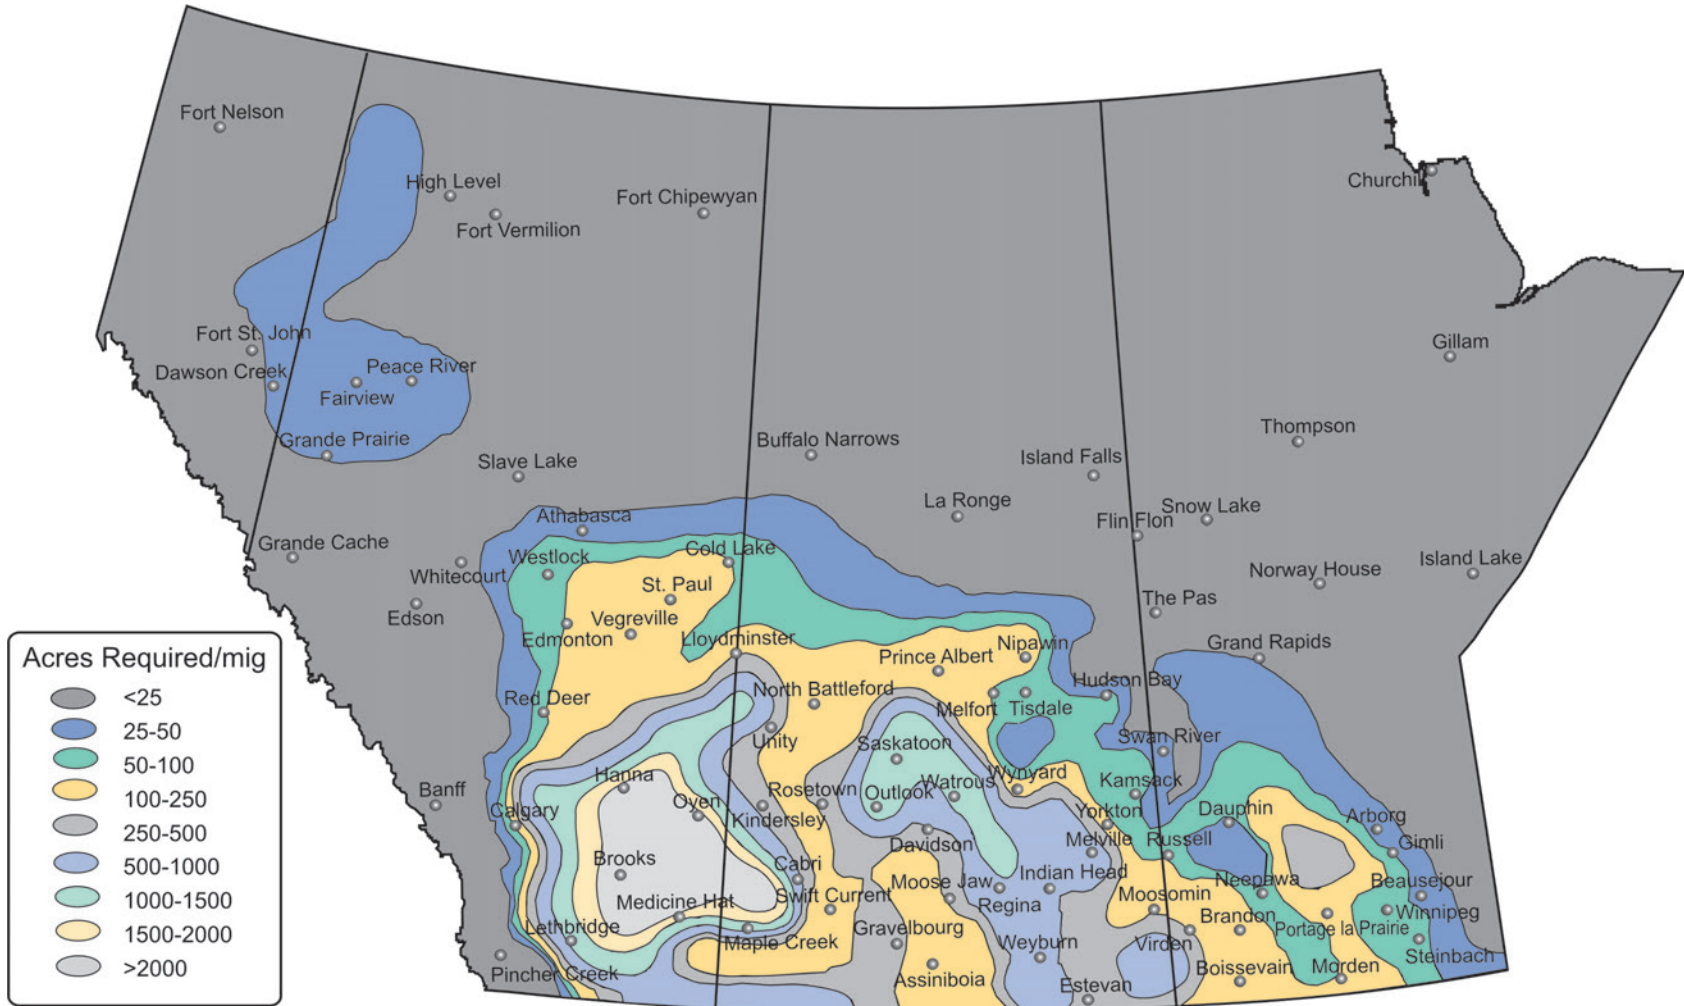 Fort Nelson
High Level
Fort Chipewyan
Churchill
Fort Vermilion
Fort St. John
Gillam
Dawson Creek
Peace River
Fairview
Grande Prairie
Buffalo Narrows
Thompson
Slave Lake
Island Falls
La Ronge
Snow Lake
Athabasca
Flin Flon
Grande Cache
Westlock
Cold Lake
Island Lake
Whitecourt
St. Paul
Norway House
The Pas
Edson
Vegreville
Edmonton
Lloydminster
Nipawin
Grand Rapids
Prince Albert
Hudson Bay
Red Deer
North Battleford
Melfort
Tisdale
Unity
Saskatoon
Swan River
Hanna
Watrous
Wynyard
Kamsack
Banff
Oyen
Rosetown
Outlook
Calgary
Kindersley
Yorkton
Dauphin
Arborg
Davidson
Melville
Russell
Gimli
Brooks
Cabri
Moose Jaw
Indian Head
Neepawa
Beausejour
Medicine Hat
Swift Current
Regina
Moosomin
Brandon
Winnipeg
Lethbridge
Maple Creek
Gravelbourg
Weyburn
Virden
Portage la Prairie
Steinbach
Pincher Creek
Assiniboia
Estevan
Boissevain
Morden
Acres Required/mig
<25
25-50
50-100
100-250
250-500
500-1000
1000-1500
1500-2000
>2000